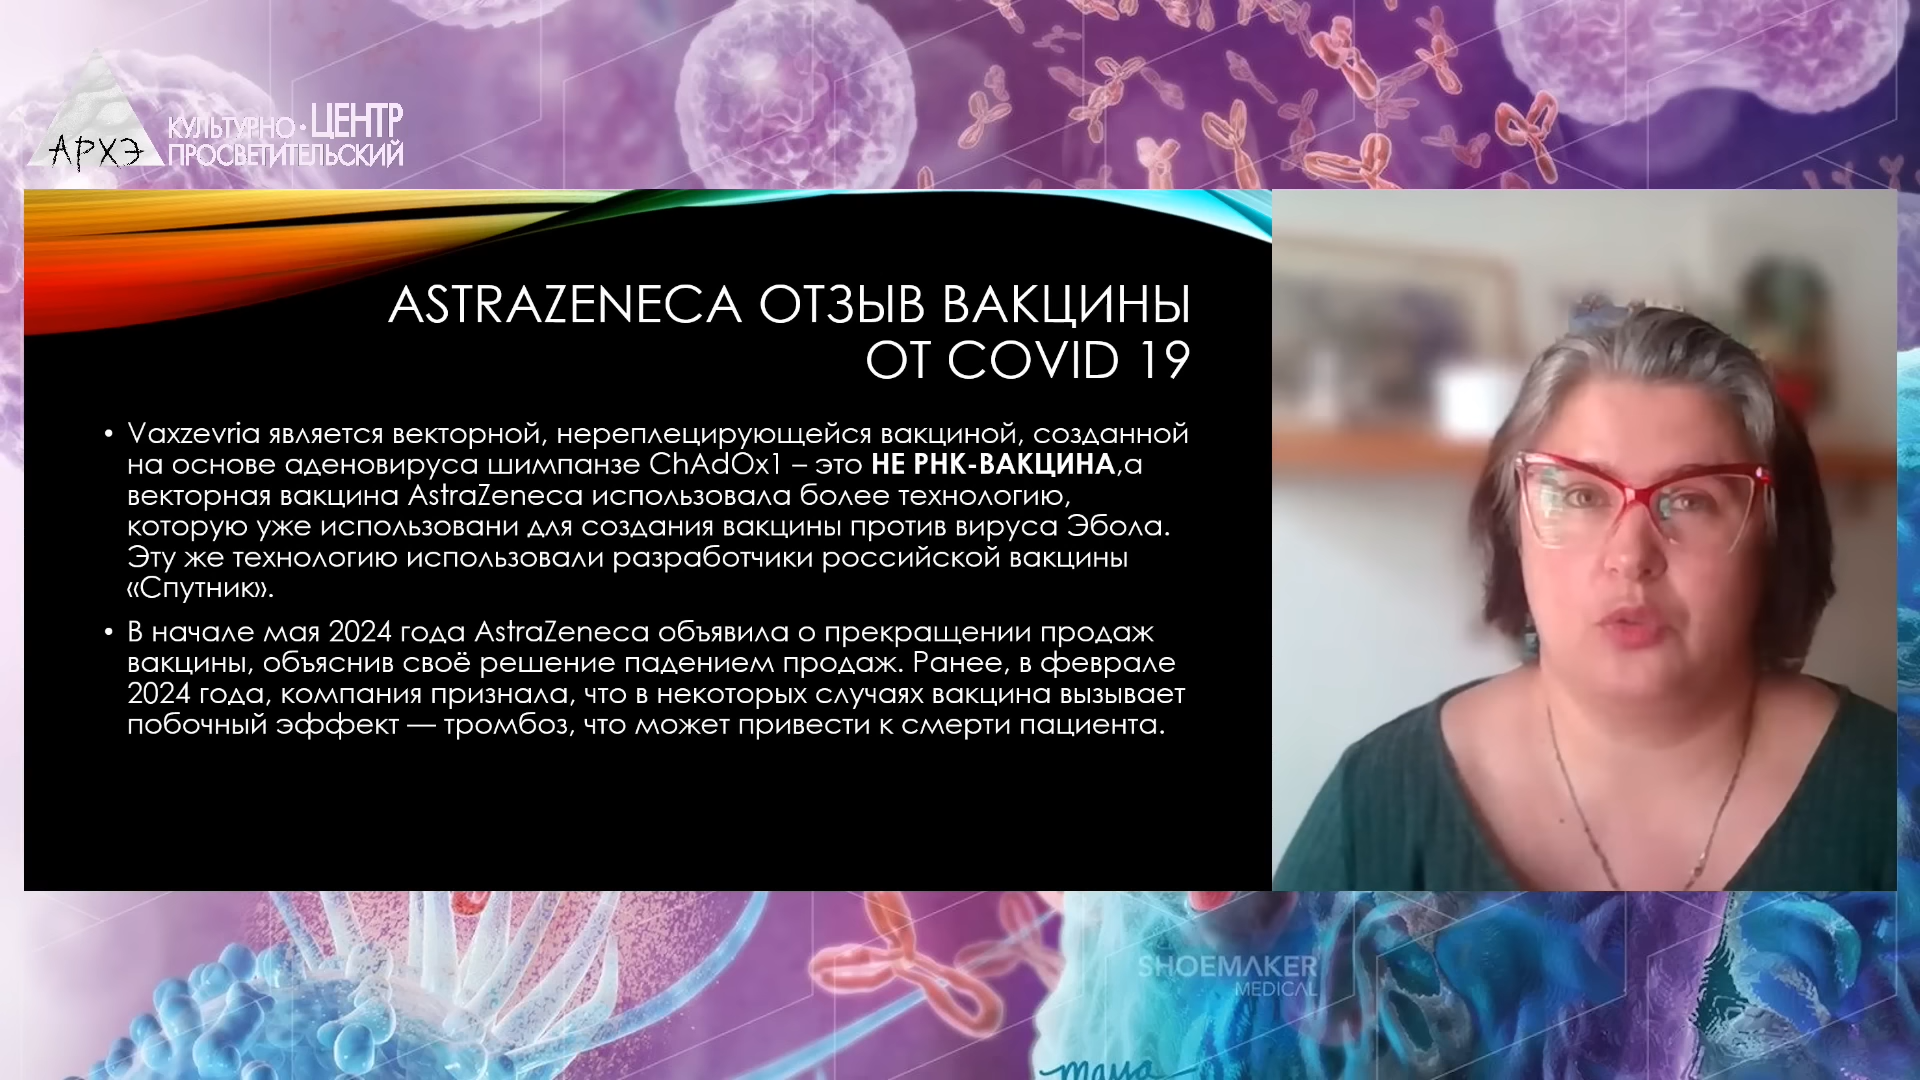 АРХЭ
КУЛЬТУРНО·ЦЕНТР
ПРОСВЕТИТЕЛЬСКИЙ
ASTRAZENECA ОТЗЫВ ВАКЦИНЫ
ОТ COVID 19
• Vaxzevria является векторной, нереплецирующейся вакциной, созданной
на основе аденовируса шимпанзе ChAdOx1 – это НЕ РНК-ВАКЦИНА,а
векторная вакцина AstraZeneca использовала более технологию,
которую уже использовани для создания вакцины против вируса Эбола.
Эту же технологию использовали разработчики российской вакцины
«Спутник».
• В начале мая 2024 года AstraZeneca объявила о прекращении продаж
вакцины, объяснив своё решение падением продаж. Ранее, в феврале
2024 года, компания признала, что в некоторых случаях вакцина вызывает
побочный эффект — тромбоз, что может привести к смерти пациента.
SHOEMAKER
MEDICAL